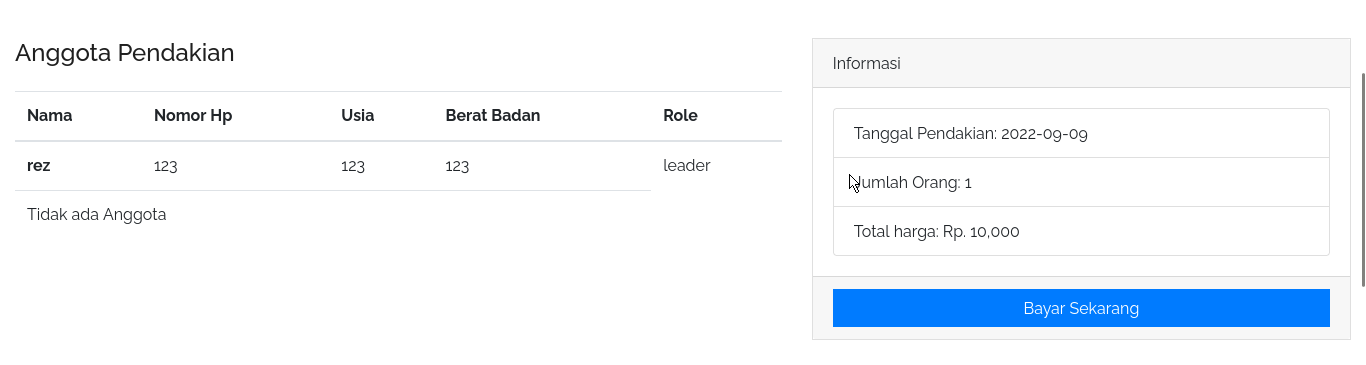 Anggota Pendakian
Nama Nomor Hp Usia Berat Badan Role
rez 123 123 123 leader
Tidak ada Anggota
Informasi
Tanggal Pendakian: 2022-09-09
Jumlah Orang: 1
Total harga: Rp. 10,000
Bayar Sekarang